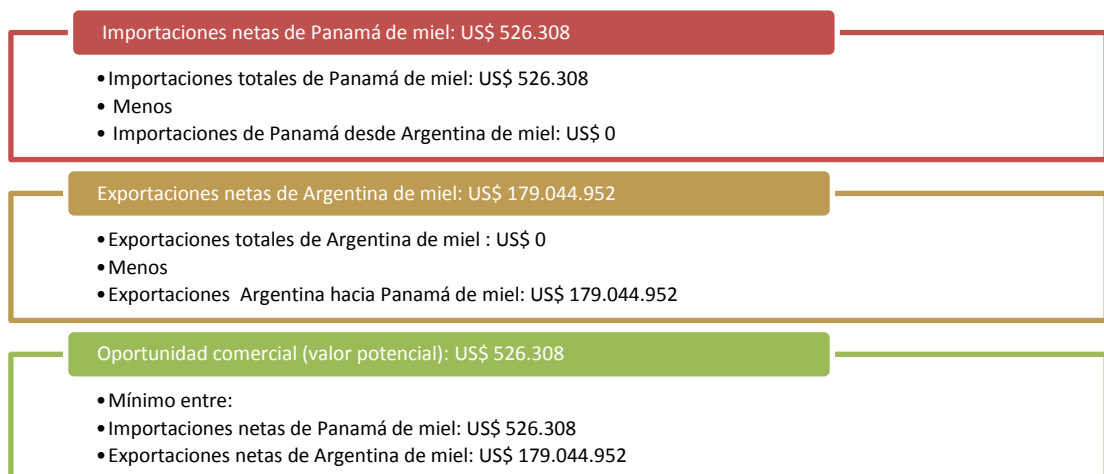 Importaciones netas de Panamá de miel: US$ 526.308
•Importaciones totales de Panamá de miel: US$ 526.308
• Menos
• Importaciones de Panamá desde Argentina de miel: US$ 0
Exportaciones netas de Argentina de miel: US$ 179.044.952
•Exportaciones totales de Argentina de miel : US$ 0
•Menos
•Exportaciones Argentina hacia Panamá de miel: US$ 179.044.952
Oportunidad comercial (valor potencial): US$ 526.308
•Mínimo entre:
•Importaciones netas de Panamá de miel: US$ 526.308
•Exportaciones netas de Argentina de miel: US$ 179.044.952